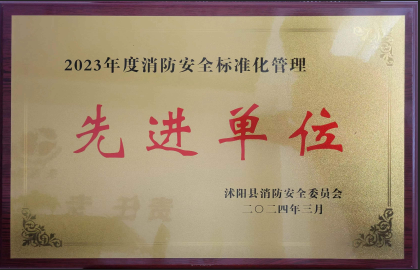 2023年度消防安全标准化管理
先进单位
沭阳县消防安全委员会
二〇二四年三月